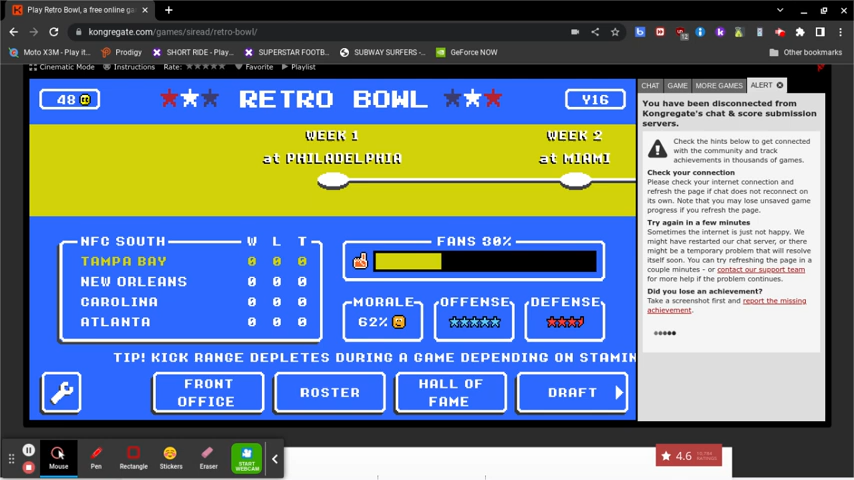 Play Retro Bowl, a free online ga
kongregate.com/games/siread/retro-bowl/
Moto X3M - Play it...
Prodigy
SHORT RIDE - Play...
SUPERSTAR FOOTB...
SUBWAY SURFERS -...
GeForce NOW
Other bookmarks
Cinematic Mode
Instructions
Rate:
Favorite
Playlist
48
RETRO BOWL
Y16
WEEK 1
at PHILADELPHIA
WEEK 2
at MIAMI
NFC SOUTH W L T
TAMPA BAY 0 0 0
NEW ORLEANS 0 0 0
CAROLINA 0 0 0
ATLANTA 0 0 0
FANS 30%
MORALE
62%
OFFENSE
DEFENSE
TIP! KICK RANGE DEPLETES DURING A GAME DEPENDING ON STAMIN
FRONT
OFFICE
ROSTER
HALL OF
FAME
DRAFT
CHAT
GAME
MORE GAMES
ALERT
You have been disconnected from
Kongregate's chat & score submission
servers.
Check the hints below to get connected
with the community and track
achievements in thousands of games.
Check your connection
Please check your internet connection and
refresh the page if chat does not reconnect on
its own. Note that you may lose unsaved game
progress if you refresh the page.
Try again in a few minutes
Sometimes the internet is just not happy. We
might have restarted our chat server, or there
might be a temporary problem that will resolve
itself soon. You can try refreshing the page in a
couple minutes - or contact our support team
for more help if the problem continues.
Did you lose an achievement?
Take a screenshot first and report the missing
achievement.
Mouse
Pen
Rectangle
Stickers
Eraser
START
WEBCAM
4.6